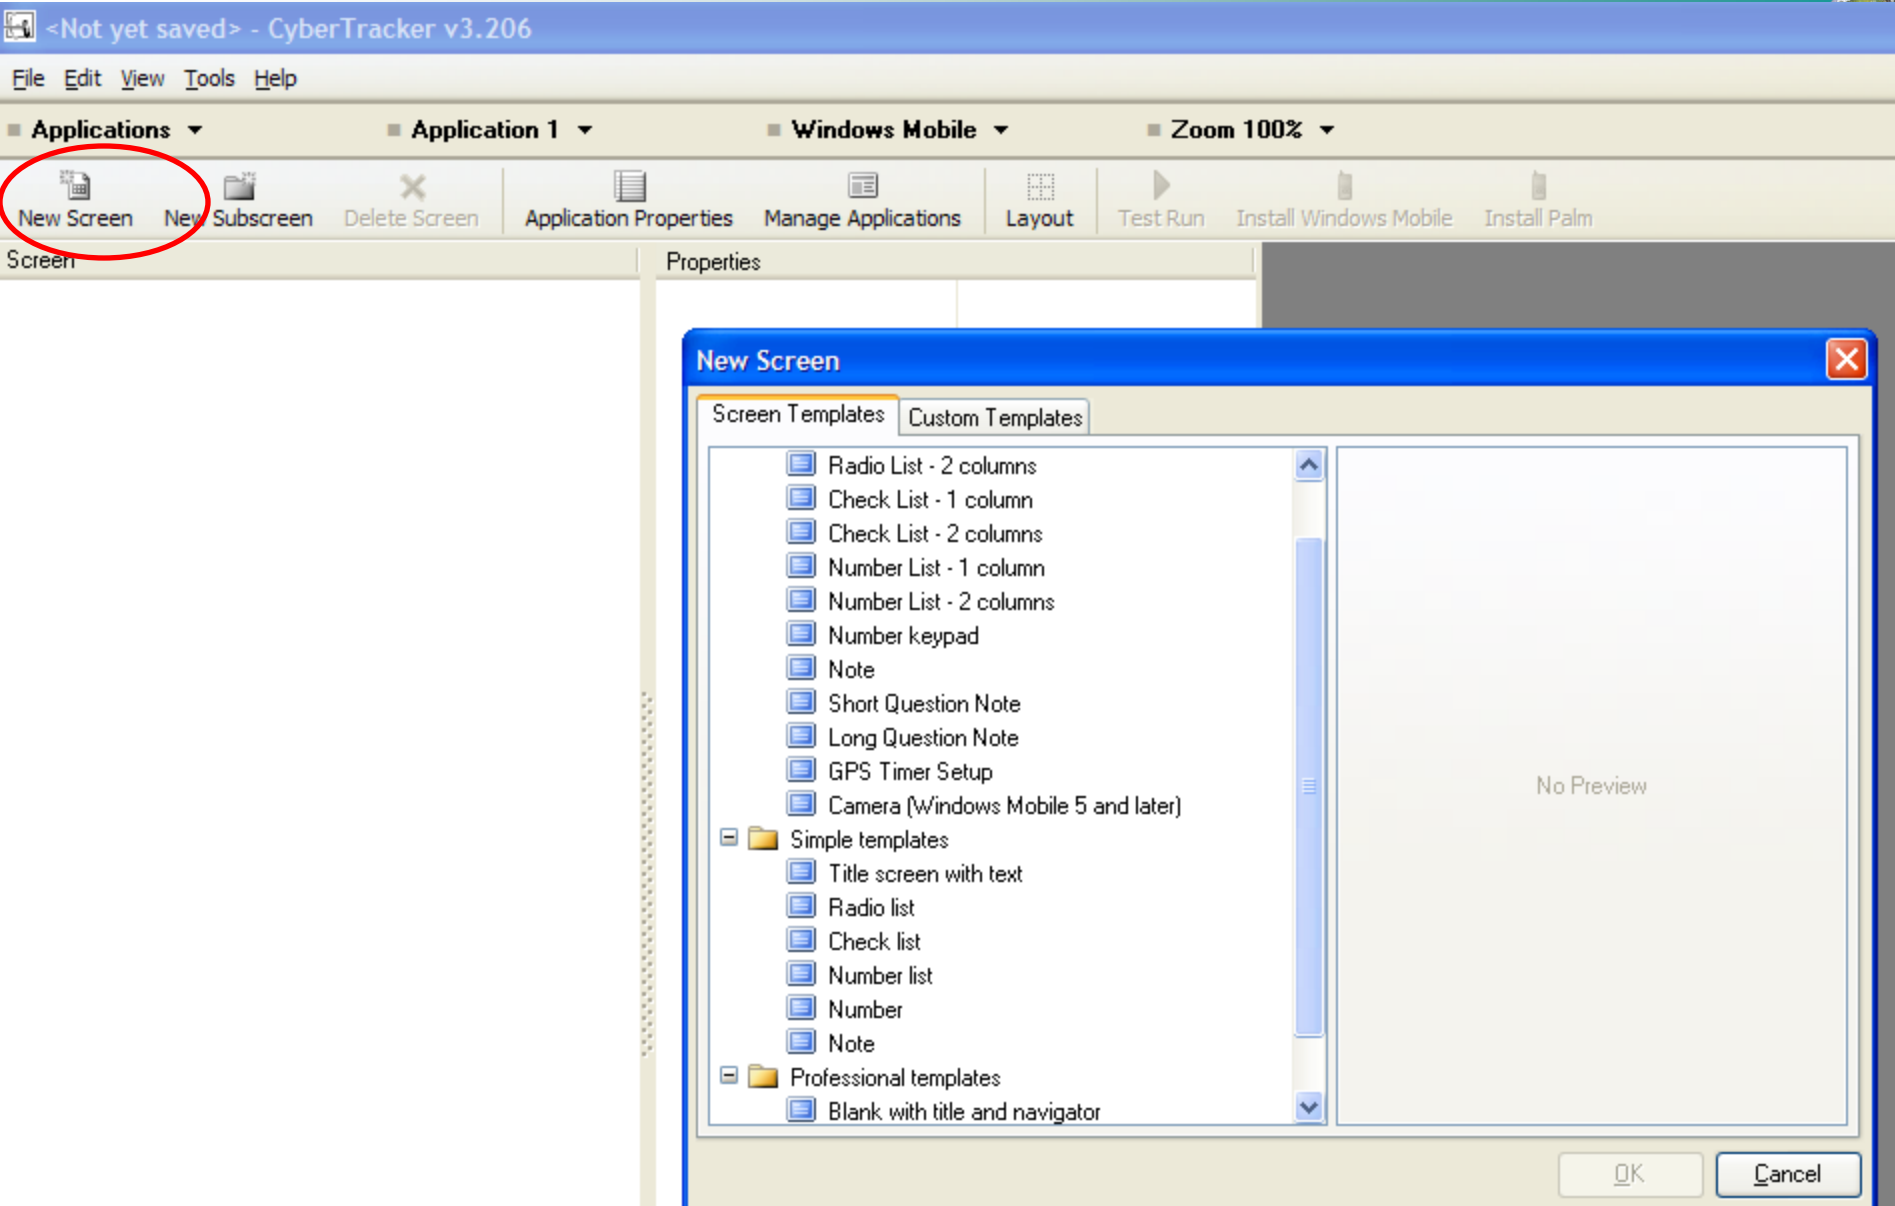 <Not yet saved> - CyberTracker v3.206
File Edit View Tools Help
Applications Application 1 Windows Mobile Zoom 100%
New Screen New Subscreen Delete Screen Application Properties Manage Applications Layout Test Run Install Windows Mobile Install Palm
Screen Properties
New Screen
Screen Templates Custom Templates
Radio List - 2 columns
Check List - 1 column
Check List - 2 columns
Number List - 1 column
Number List - 2 columns
Number keypad
Note
Short Question Note
Long Question Note
GPS Timer Setup
No Preview
Camera (Windows Mobile 5 and later)
Simple templates
Title screen with text
Radio list
Check list
Number list
Number
Note
Professional templates
Blank with title and navigator
OK Cancel